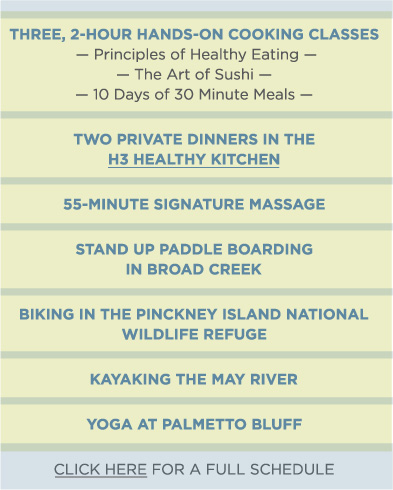 THREE, 2-HOUR HANDS-ON COOKING CLASSES
— Principles of Healthy Eating —
— The Art of Sushi —
— 10 Days of 30 Minute Meals —
TWO PRIVATE DINNERS IN THE
H3 HEALTHY KITCHEN
55-MINUTE SIGNATURE MASSAGE
STAND UP PADDLE BOARDING
IN BROAD CREEK
BIKING IN THE PINCKNEY ISLAND NATIONAL
WILDLIFE REFUGE
KAYAKING THE MAY RIVER
YOGA AT PALMETTO BLUFF
CLICK HERE FOR A FULL SCHEDULE